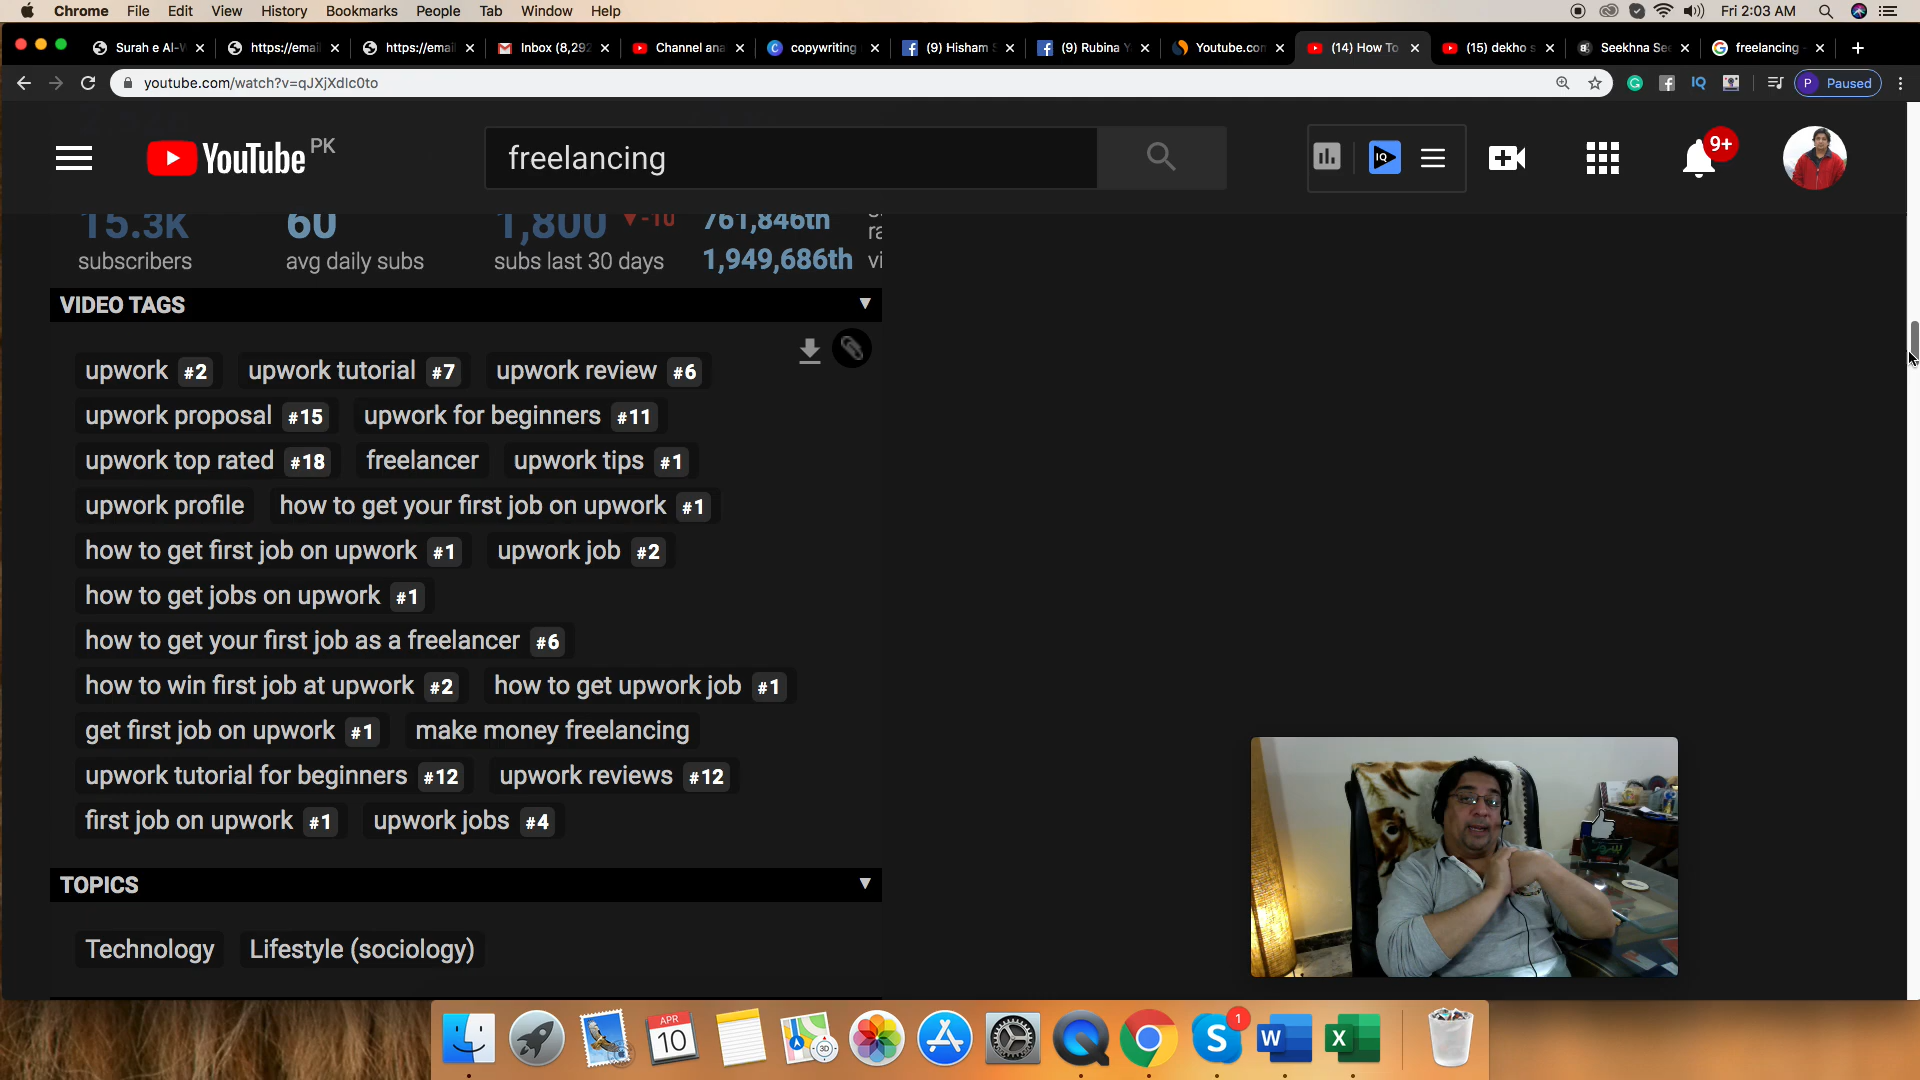 Chrome File Edit View History Bookmarks People Tab Window Help Fri 2:03 AM
Surah e Al-W https://emai https://emai Inbox (8,292 Channel ana copywriting (9) Hisham S (9) Rubina Y Youtube.com (14) How To (15) dekho s Seekhna See freelancing
youtube.com/watch?v=qJXjXdlc0to IQ P Paused
YouTube PK freelancing IQ 9+
15.3K 60 1,800 ▼-10 761,846th
subscribers avg daily subs subs last 30 days 1,949,686th vi
VIDEO TAGS ▼
upwork #2 upwork tutorial #7 upwork review #6
upwork proposal #15 upwork for beginners #11
upwork top rated #18 freelancer upwork tips #1
upwork profile how to get your first job on upwork #1
how to get first job on upwork #1 upwork job #2
how to get jobs on upwork #1
how to get your first job as a freelancer #6
how to win first job at upwork #2 how to get upwork job #1
get first job on upwork #1 make money freelancing
upwork tutorial for beginners #12 upwork reviews #12
first job on upwork #1 upwork jobs #4
TOPICS ▼
Technology Lifestyle (sociology)
APR
10
3D
S 1 W X